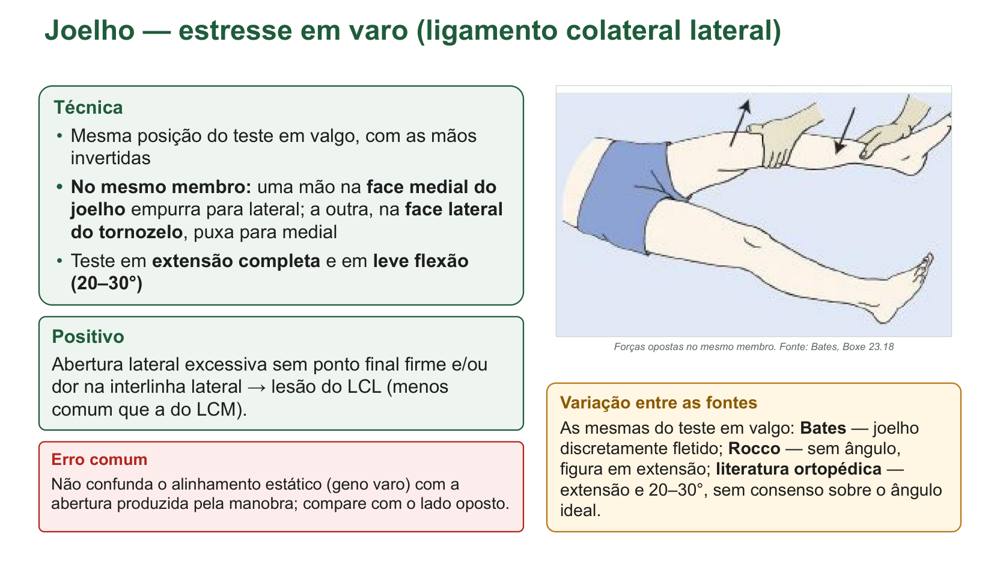 Joelho — estresse em varo (ligamento colateral lateral)
Técnica
• Mesma posição do teste em valgo, com as mãos
invertidas
• No mesmo membro: uma mão na face medial do
joelho empurra para lateral; a outra, na face lateral
do tornozelo, puxa para medial
• Teste em extensão completa e em leve flexão
(20–30°)
Positivo
Abertura lateral excessiva sem ponto final firme e/ou
dor na interlinha lateral → lesão do LCL (menos
comum que a do LCM).
Erro comum
Não confunda o alinhamento estático (geno varo) com a
abertura produzida pela manobra; compare com o lado oposto.
Forças opostas no mesmo membro. Fonte: Bates, Boxe 23.18
Variação entre as fontes
As mesmas do teste em valgo: Bates — joelho
discretamente fletido; Rocco — sem ângulo,
figura em extensão; literatura ortopédica —
extensão e 20–30°, sem consenso sobre o ângulo
ideal.